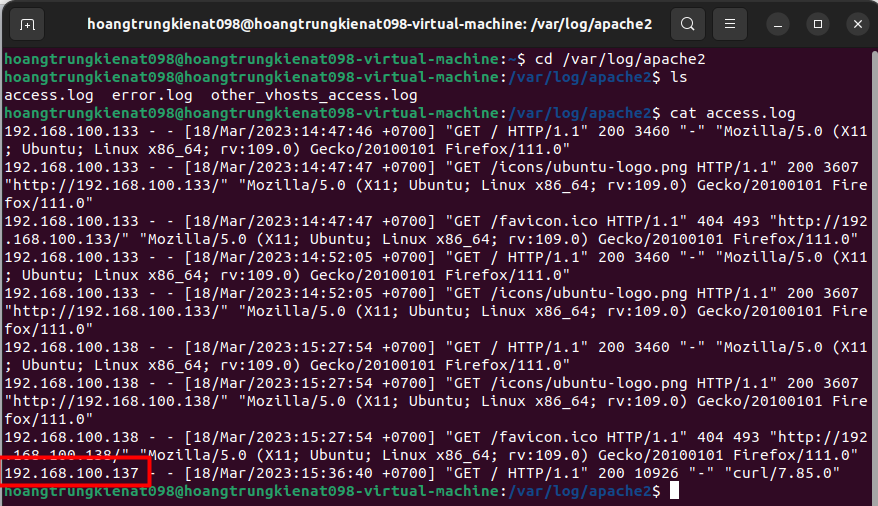 hoangtrungkienat098@hoangtrungkienat098-virtual-machine: /var/log/apache2
hoangtrungkienat098@hoangtrungkienat098-virtual-machine:~$ cd /var/log/apache2
hoangtrungkienat098@hoangtrungkienat098-virtual-machine:/var/log/apache2$ ls
access.log  error.log  other_vhosts_access.log
hoangtrungkienat098@hoangtrungkienat098-virtual-machine:/var/log/apache2$ cat access.log
192.168.100.133 - - [18/Mar/2023:14:47:46 +0700] "GET / HTTP/1.1" 200 3460 "-" "Mozilla/5.0 (X11
; Ubuntu; Linux x86_64; rv:109.0) Gecko/20100101 Firefox/111.0"
192.168.100.133 - - [18/Mar/2023:14:47:47 +0700] "GET /icons/ubuntu-logo.png HTTP/1.1" 200 3607
"http://192.168.100.133/" "Mozilla/5.0 (X11; Ubuntu; Linux x86_64; rv:109.0) Gecko/20100101 Fire
fox/111.0"
192.168.100.133 - - [18/Mar/2023:14:47:47 +0700] "GET /favicon.ico HTTP/1.1" 404 493 "http://192
.168.100.133/" "Mozilla/5.0 (X11; Ubuntu; Linux x86_64; rv:109.0) Gecko/20100101 Firefox/111.0"
192.168.100.133 - - [18/Mar/2023:14:52:05 +0700] "GET / HTTP/1.1" 200 3460 "-" "Mozilla/5.0 (X11
; Ubuntu; Linux x86_64; rv:109.0) Gecko/20100101 Firefox/111.0"
192.168.100.133 - - [18/Mar/2023:14:52:05 +0700] "GET /icons/ubuntu-logo.png HTTP/1.1" 200 3607
"http://192.168.100.133/" "Mozilla/5.0 (X11; Ubuntu; Linux x86_64; rv:109.0) Gecko/20100101 Fire
fox/111.0"
192.168.100.138 - - [18/Mar/2023:15:27:54 +0700] "GET / HTTP/1.1" 200 3460 "-" "Mozilla/5.0 (X11
; Ubuntu; Linux x86_64; rv:109.0) Gecko/20100101 Firefox/111.0"
192.168.100.138 - - [18/Mar/2023:15:27:54 +0700] "GET /icons/ubuntu-logo.png HTTP/1.1" 200 3607
"http://192.168.100.138/" "Mozilla/5.0 (X11; Ubuntu; Linux x86_64; rv:109.0) Gecko/20100101 Fire
fox/111.0"
192.168.100.138 - - [18/Mar/2023:15:27:54 +0700] "GET /favicon.ico HTTP/1.1" 404 493 "http://192
.168.100.138/" "Mozilla/5.0 (X11; Ubuntu; Linux x86_64; rv:109.0) Gecko/20100101 Firefox/111.0"
192.168.100.137 - - [18/Mar/2023:15:36:40 +0700] "GET / HTTP/1.1" 200 10926 "-" "curl/7.85.0"
hoangtrungkienat098@hoangtrungkienat098-virtual-machine:/var/log/apache2$